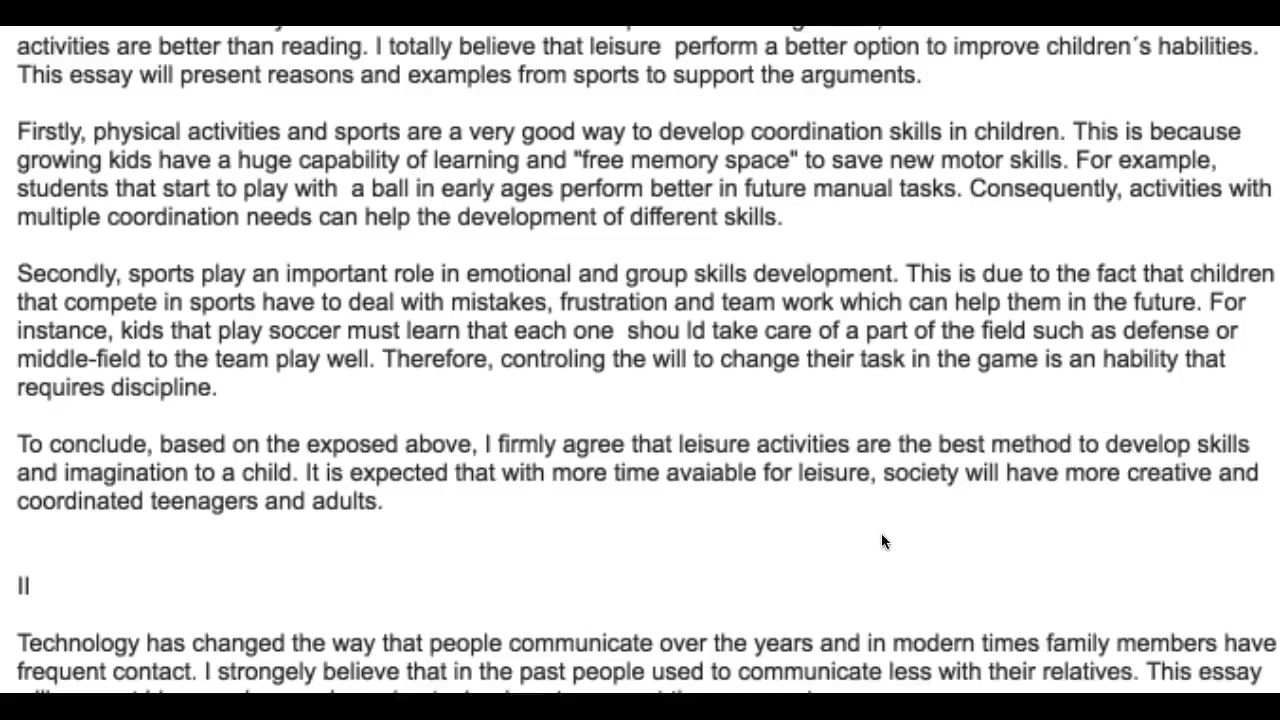 activities are better than reading. I totally believe that leisure  perform a better option to improve children´s habilities.
This essay will present reasons and examples from sports to support the arguments.
Firstly, physical activities and sports are a very good way to develop coordination skills in children. This is because
growing kids have a huge capability of learning and "free memory space" to save new motor skills. For example,
students that start to play with  a ball in early ages perform better in future manual tasks. Consequently, activities with
multiple coordination needs can help the development of different skills.
Secondly, sports play an important role in emotional and group skills development. This is due to the fact that children
that compete in sports have to deal with mistakes, frustration and team work which can help them in the future. For
instance, kids that play soccer must learn that each one  shou ld take care of a part of the field such as defense or
middle-field to the team play well. Therefore, controling the will to change their task in the game is an hability that
requires discipline.
To conclude, based on the exposed above, I firmly agree that leisure activities are the best method to develop skills
and imagination to a child. It is expected that with more time avaiable for leisure, society will have more creative and
coordinated teenagers and adults.
II
Technology has changed the way that people communicate over the years and in modern times family members have
frequent contact. I strongely believe that in the past people used to communicate less with their relatives. This essay